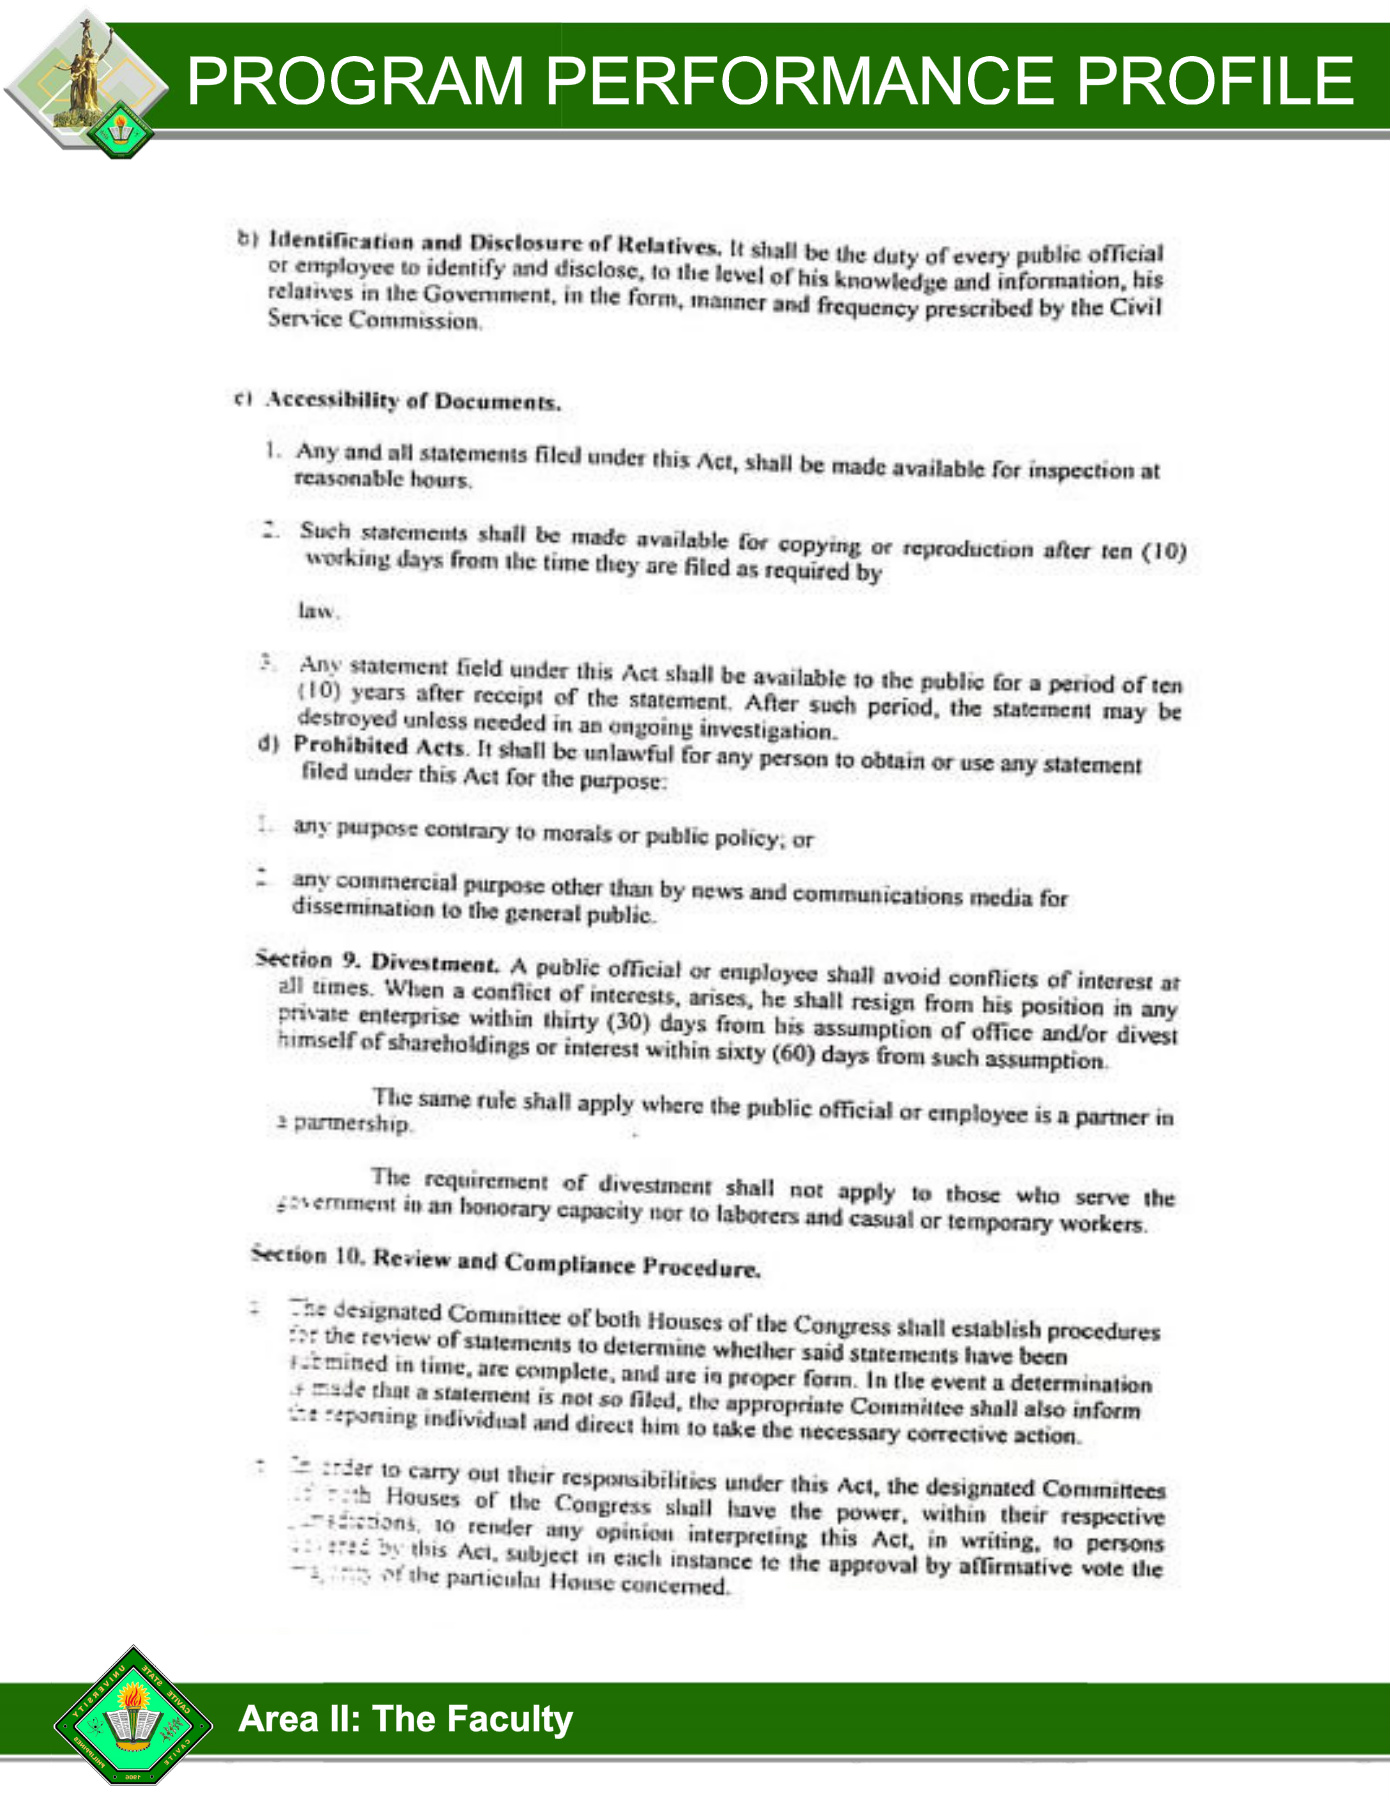 PROGRAM PERFORMANCE PROFILE
b) Identification and Disclosure of Relatives. It shall be the duty of every public official
or employee to identify and disclose, to the level of his knowledge and information, his
relatives in the Government, in the form, manner and frequency prescribed by the Civil
Service Commission.
c) Accessibility of Documents.
1. Any and all statements filed under this Act, shall be made available for inspection at
reasonable hours.
2. Such statements shall be made available for copying or reproduction after ten (10)
working days from the time they are filed as required by
law.
3. Any statement field under this Act shall be available to the public for a period of ten
(10) years after receipt of the statement. After such period, the statement may be
destroyed unless needed in an ongoing investigation.
d) Prohibited Acts. It shall be unlawful for any person to obtain or use any statement
filed under this Act for the purpose:
1. any purpose contrary to morals or public policy; or
2. any commercial purpose other than by news and communications media for
dissemination to the general public.
Section 9. Divestment. A public official or employee shall avoid conflicts of interest at
all times. When a conflict of interests, arises, he shall resign from his position in any
private enterprise within thirty (30) days from his assumption of office and/or divest
himself of shareholdings or interest within sixty (60) days from such assumption.
The same rule shall apply where the public official or employee is a partner in
a partnership.
The requirement of divestment shall not apply to those who serve the
government in an honorary capacity nor to laborers and casual or temporary workers.
Section 10. Review and Compliance Procedure.
The designated Committee of both Houses of the Congress shall establish procedures
for the review of statements to determine whether said statements have been
submined in time, are complete, and are in proper form. In the event a determination
is made that a statement is not so filed, the appropriate Committee shall also inform
the reporting individual and direct him to take the necessary corrective action.
In order to carry out their responsibilities under this Act, the designated Committees
of both Houses of the Congress shall have the power, within their respective
jurisdictions, to render any opinion interpreting this Act, in writing, to persons
covered by this Act, subject in each instance to the approval by affirmative vote the
majority of the particular House concerned.
CAVITE STATE UNIVERSITY
CAVITE
PHILIPPINES
1906
Area II: The Faculty